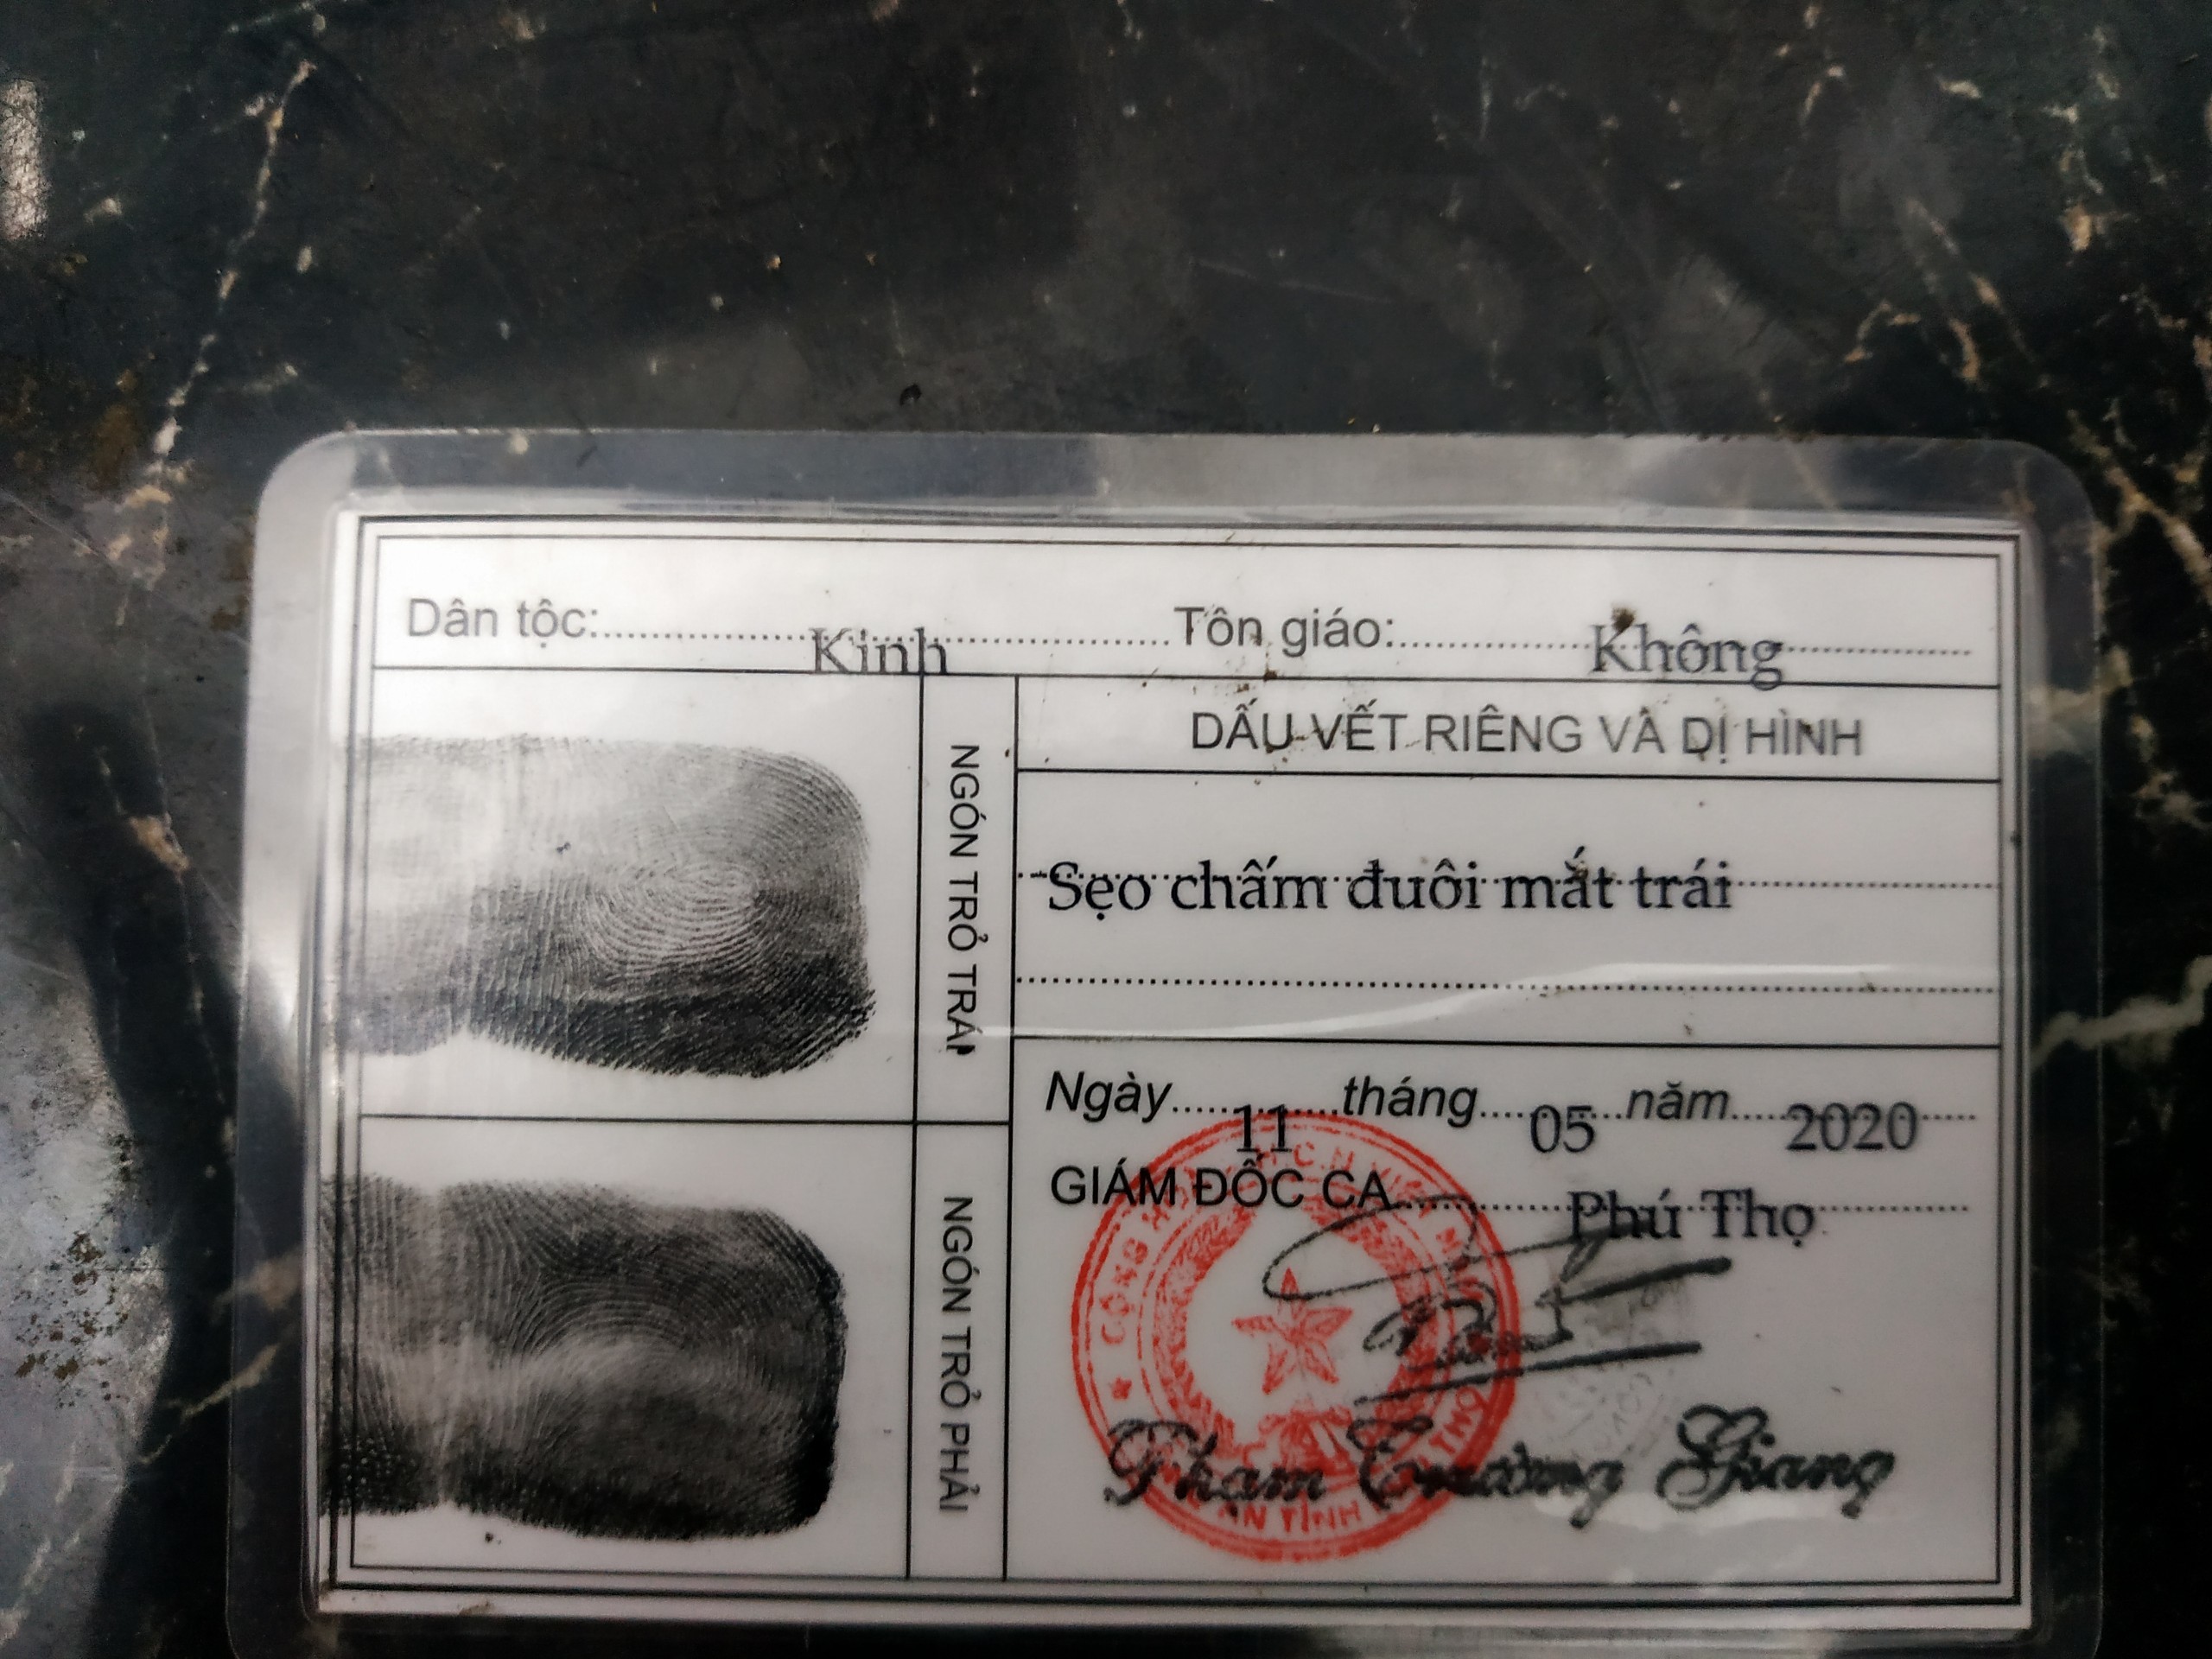 Dân tộc: Kinh Tôn giáo: Không
NGÓN TRỎ TRÁI
DẤU VẾT RIÊNG VÀ DỊ HÌNH
Sẹo chấm đuôi mắt trái
Ngày 11 tháng 05 năm 2020
GIÁM ĐỐC CA Phú Thọ
NGÓN TRỎ PHẢI
Phạm Trường Giang